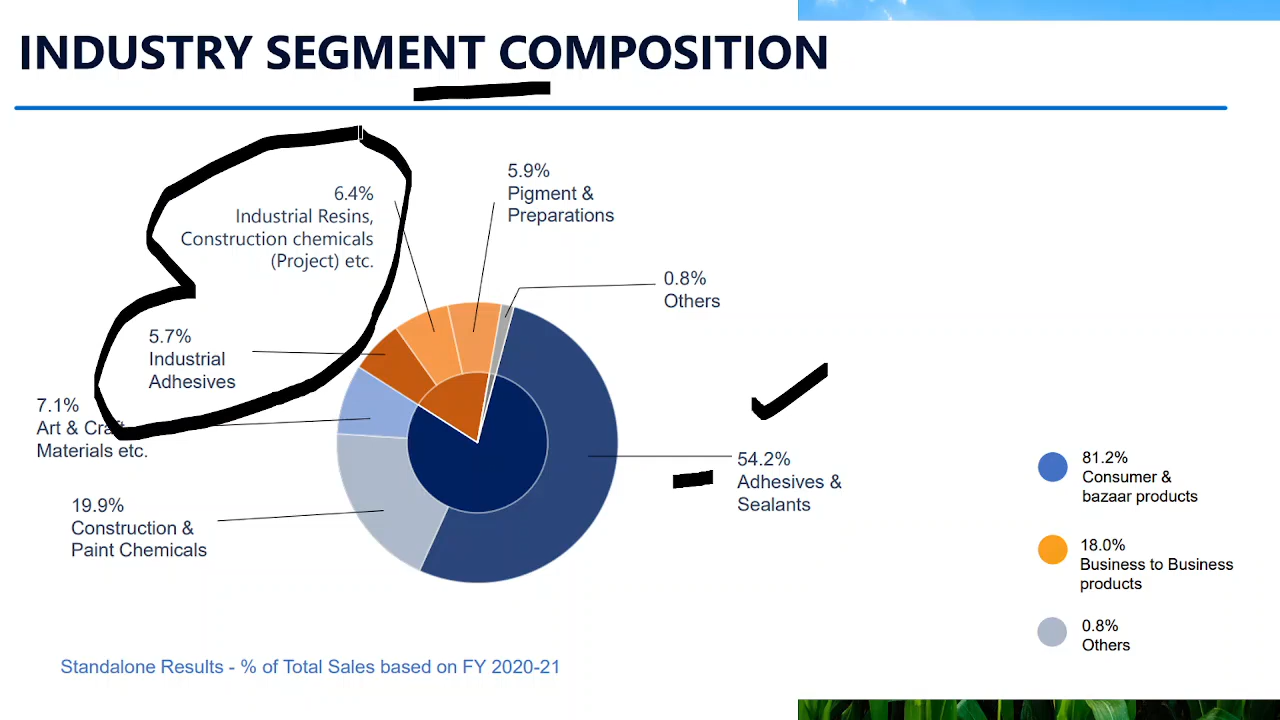 INDUSTRY SEGMENT COMPOSITION
5.9%
Pigment &
Preparations
6.4%
Industrial Resins,
Construction chemicals
(Project) etc.
0.8%
Others
5.7%
Industrial
Adhesives
7.1%
Art & Craft
Materials etc.
54.2%
Adhesives &
Sealants
19.9%
Construction &
Paint Chemicals
81.2%
Consumer &
bazaar products
18.0%
Business to Business
products
0.8%
Others
Standalone Results - % of Total Sales based on FY 2020-21